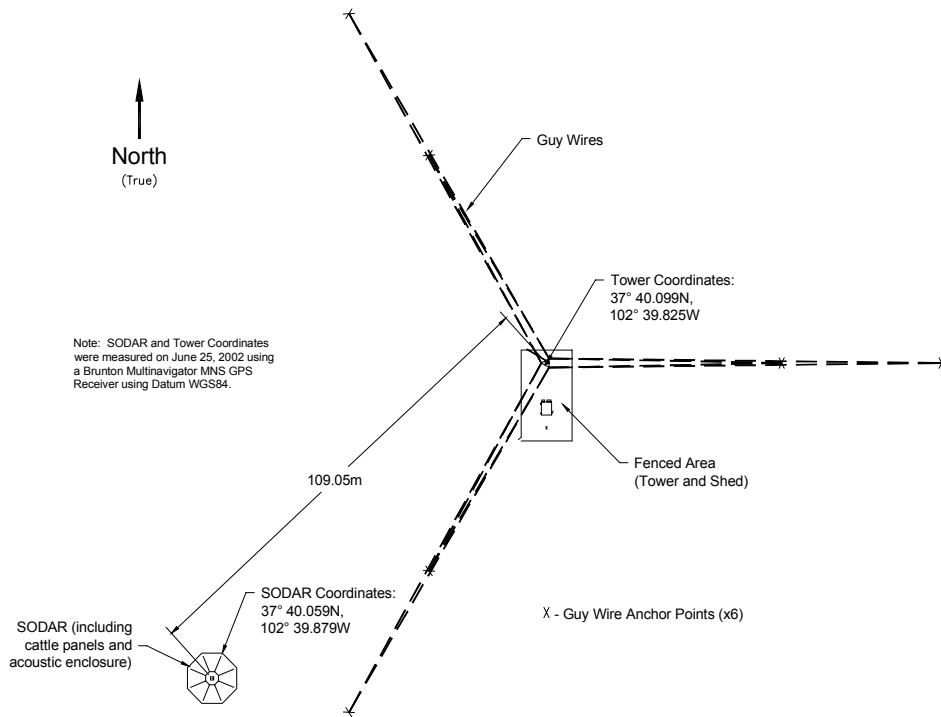 North
(True)
Guy Wires
Tower Coordinates:
37° 40.099N,
102° 39.825W
Note: SODAR and Tower Coordinates
were measured on June 25, 2002 using
a Brunton Multinavigator MNS GPS
Receiver using Datum WGS84.
109.05m
Fenced Area
(Tower and Shed)
SODAR Coordinates:
37° 40.059N,
102° 39.879W
X - Guy Wire Anchor Points (x6)
SODAR (including
cattle panels and
acoustic enclosure)